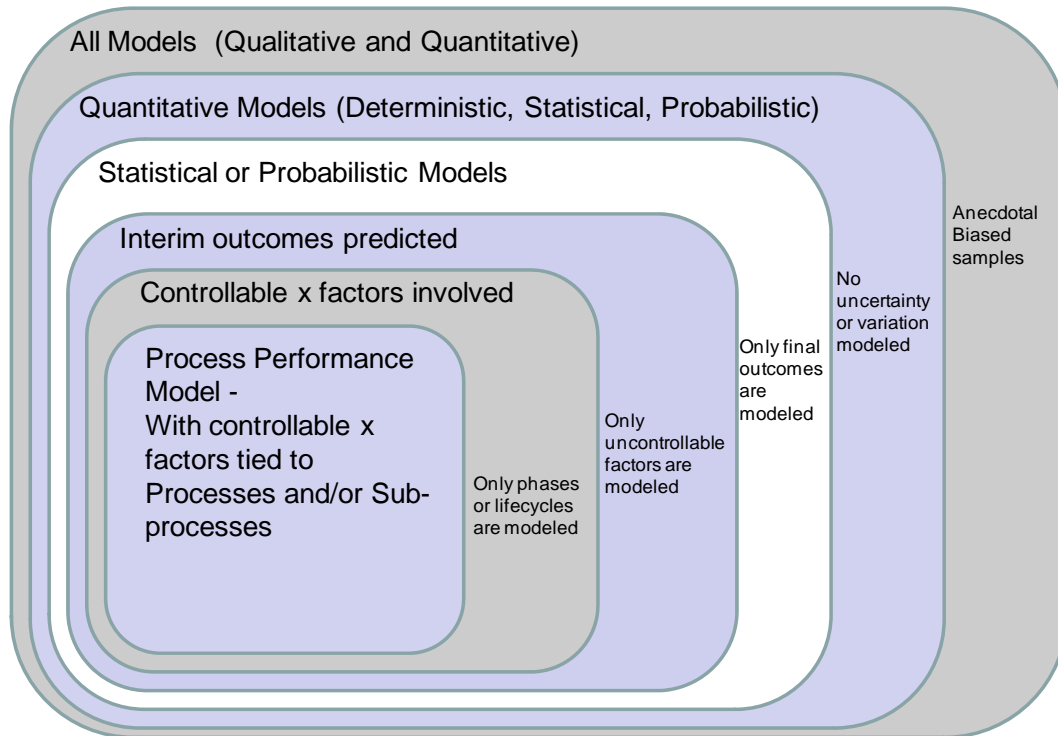 All Models (Qualitative and Quantitative)
Quantitative Models (Deterministic, Statistical, Probabilistic)
Statistical or Probabilistic Models
Interim outcomes predicted
Controllable x factors involved
Process Performance
Model -
With controllable x
factors tied to
Processes and/or Sub-
processes
Only phases
or lifecycles
are modeled
Only
uncontrollable
factors are
modeled
Only final
outcomes
are
modeled
No
uncertainty
or variation
modeled
Anecdotal
Biased
samples